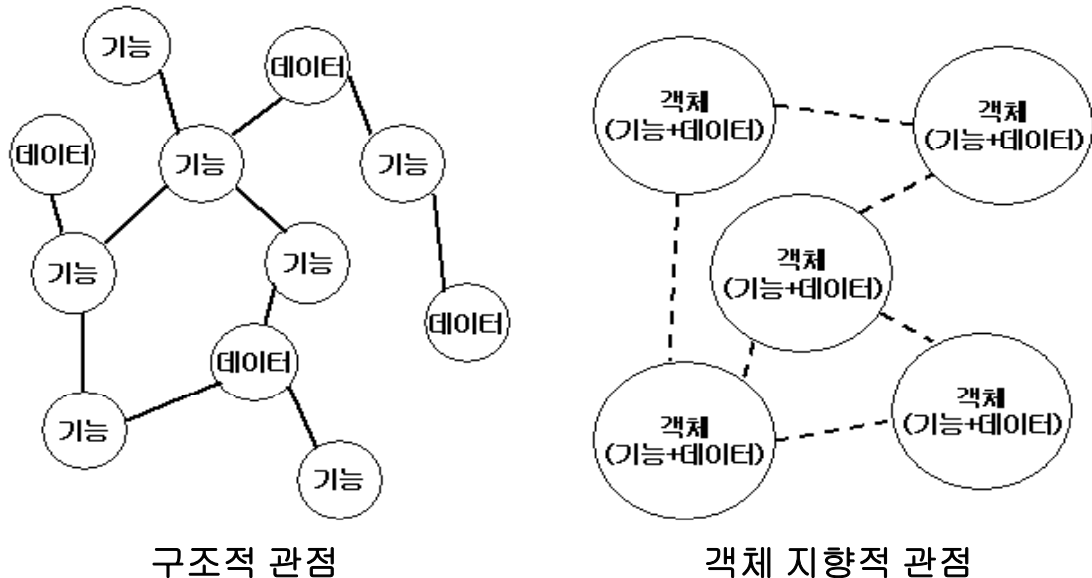 기능
데이터
데이터
기능
기능
기능
기능
데이터
데이터
기능
기능
구조적 관점
객체
(기능+데이터)
객체
(기능+데이터)
객체
(기능+데이터)
객체
(기능+데이터)
객체
(기능+데이터)
객체 지향적 관점